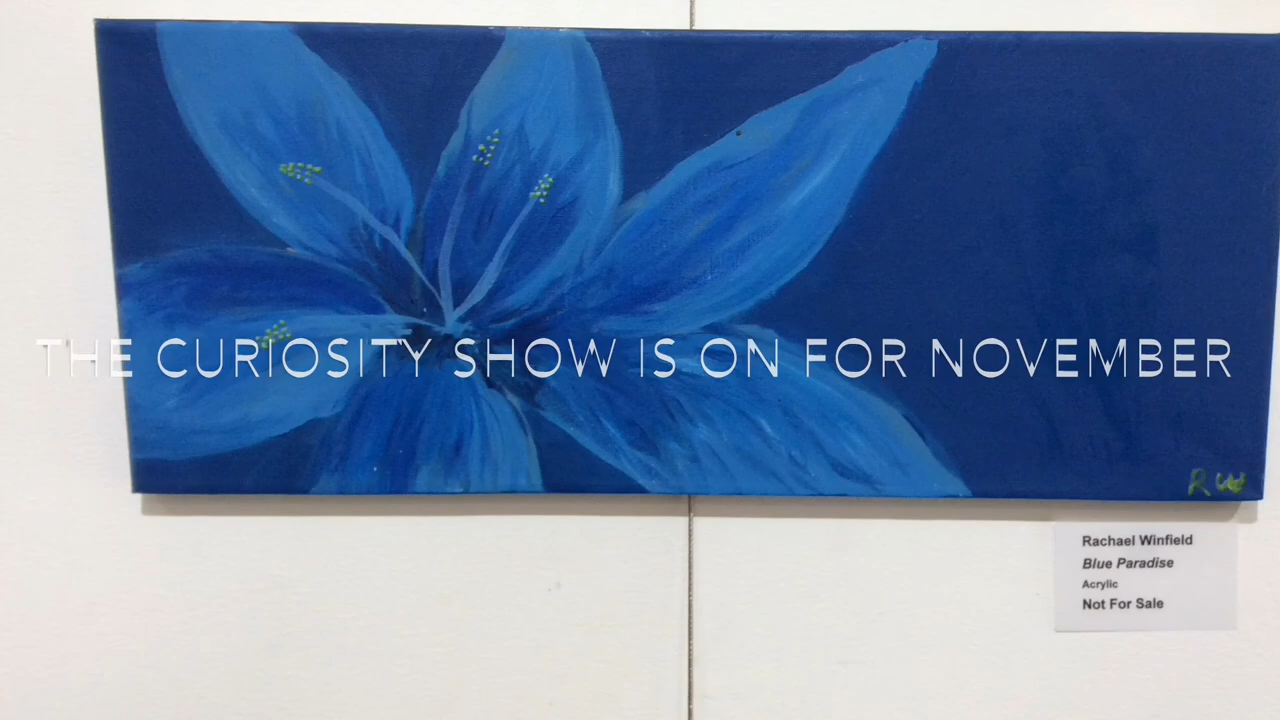 THE CURIOSITY SHOW IS ON FOR NOVEMBER
RW
Rachael Winfield
Blue Paradise
Acrylic
Not For Sale